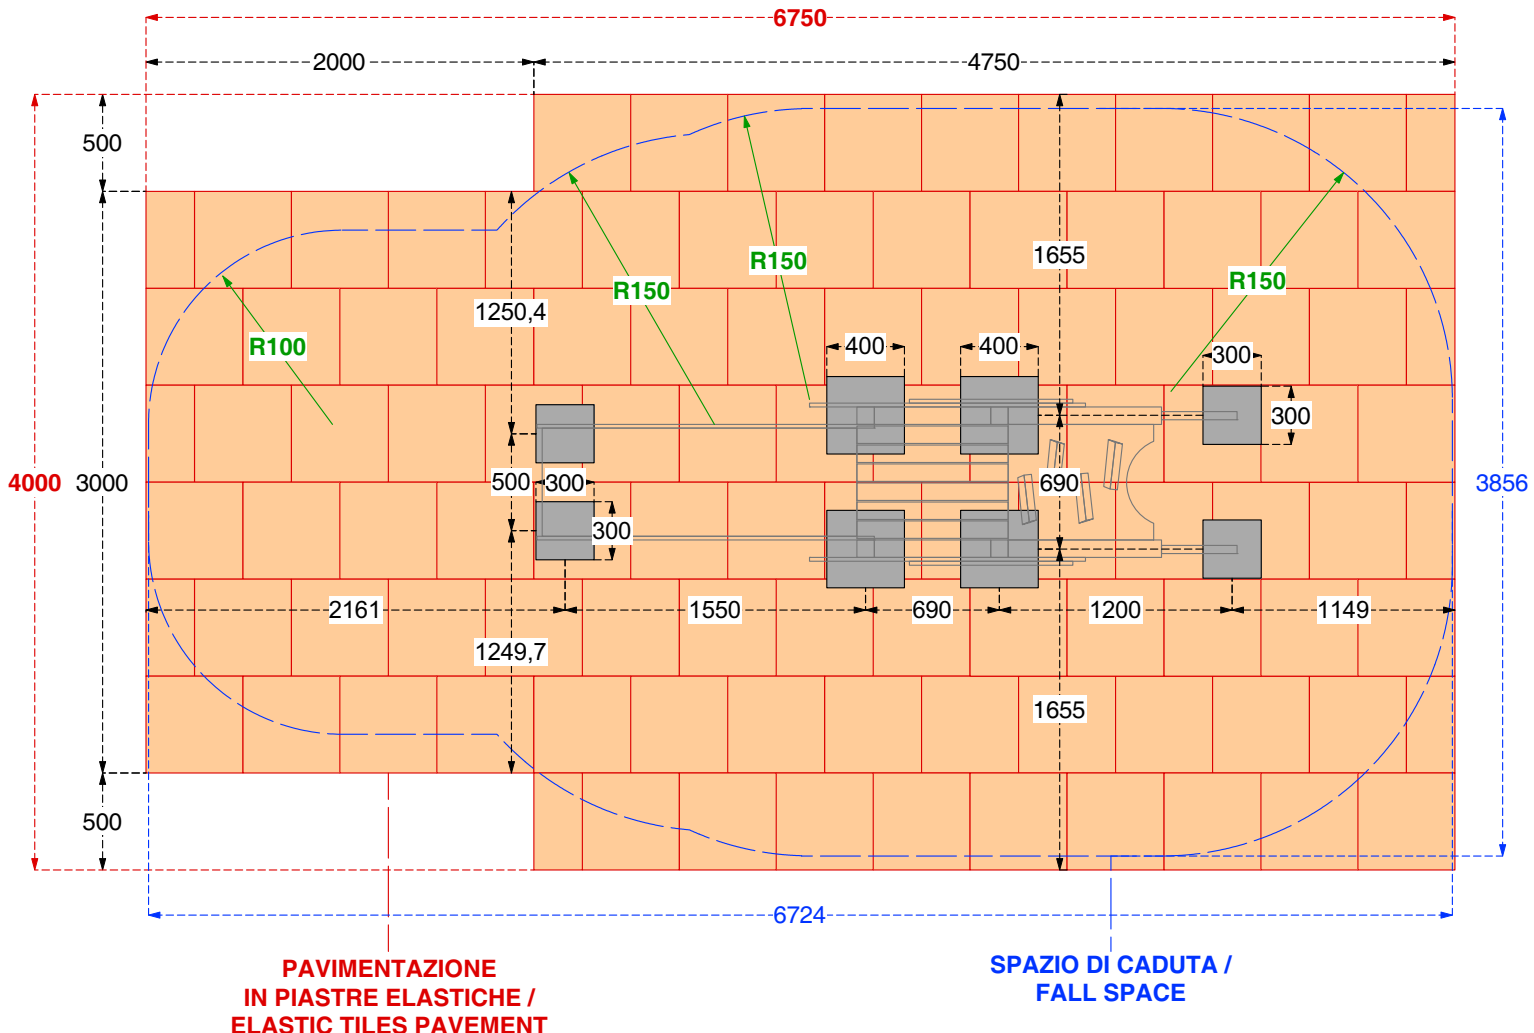 6750
2000
4750
500
1655
R150
R150
R150
1250,4
R100
400
400
300
300
4000
3000
500
300
690
3856
300
2161
1550
690
1200
1149
1249,7
1655
500
6724
PAVIMENTAZIONE
IN PIASTRE ELASTICHE /
ELASTIC TILES PAVEMENT
SPAZIO DI CADUTA /
FALL SPACE